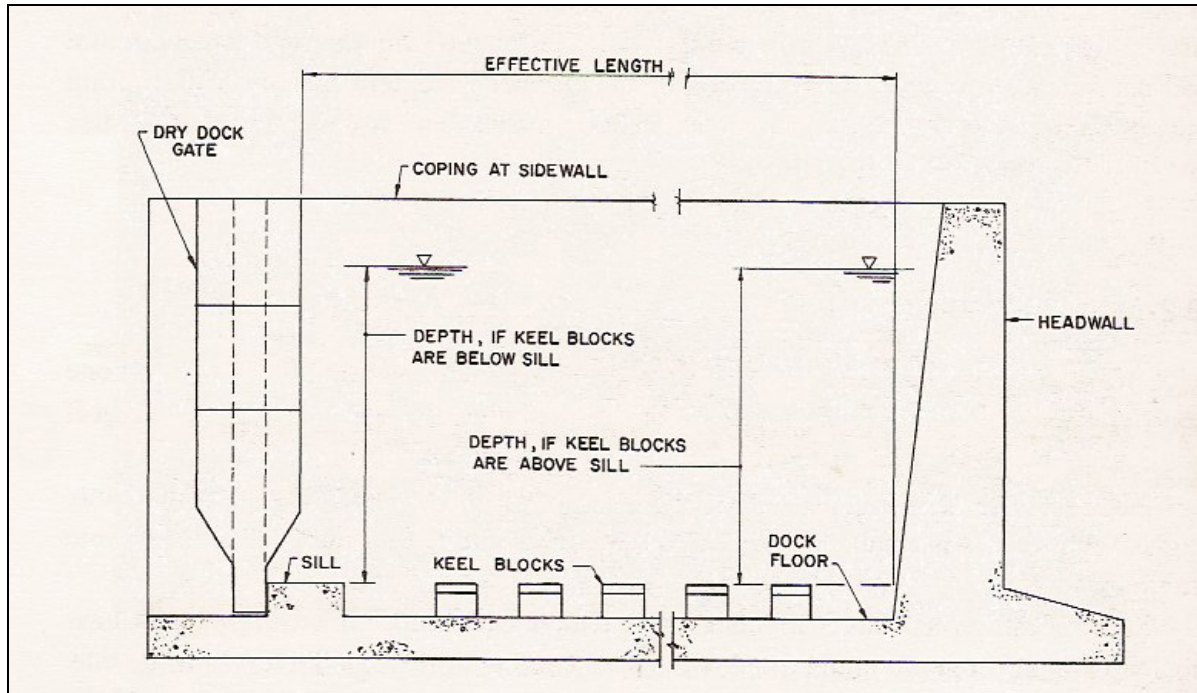 EFFECTIVE LENGTH
DRY DOCK
GATE
COPING AT SIDEWALL
HEADWALL
DEPTH, IF KEEL BLOCKS
ARE BELOW SILL
DEPTH, IF KEEL BLOCKS
ARE ABOVE SILL
DOCK
FLOOR
SILL
KEEL BLOCKS